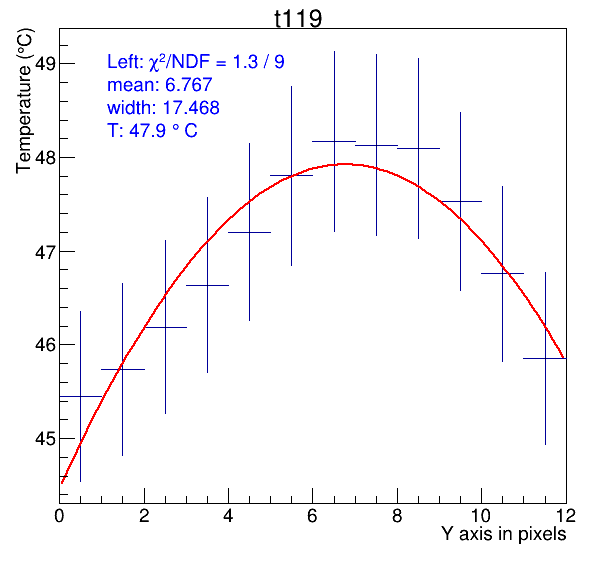 t119
Temperature (°C)
Left: χ²/NDF = 1.3 / 9
mean: 6.767
width: 17.468
T: 47.9 ° C
49
48
47
46
45
0 2 4 6 8 10 12
Y axis in pixels